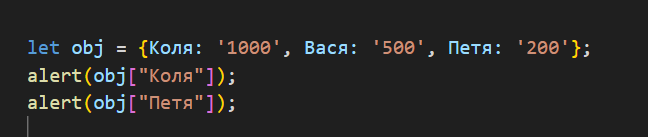 let obj = {Коля: '1000', Вася: '500', Петя: '200'};
alert(obj["Коля"]);
alert(obj["Петя"]);